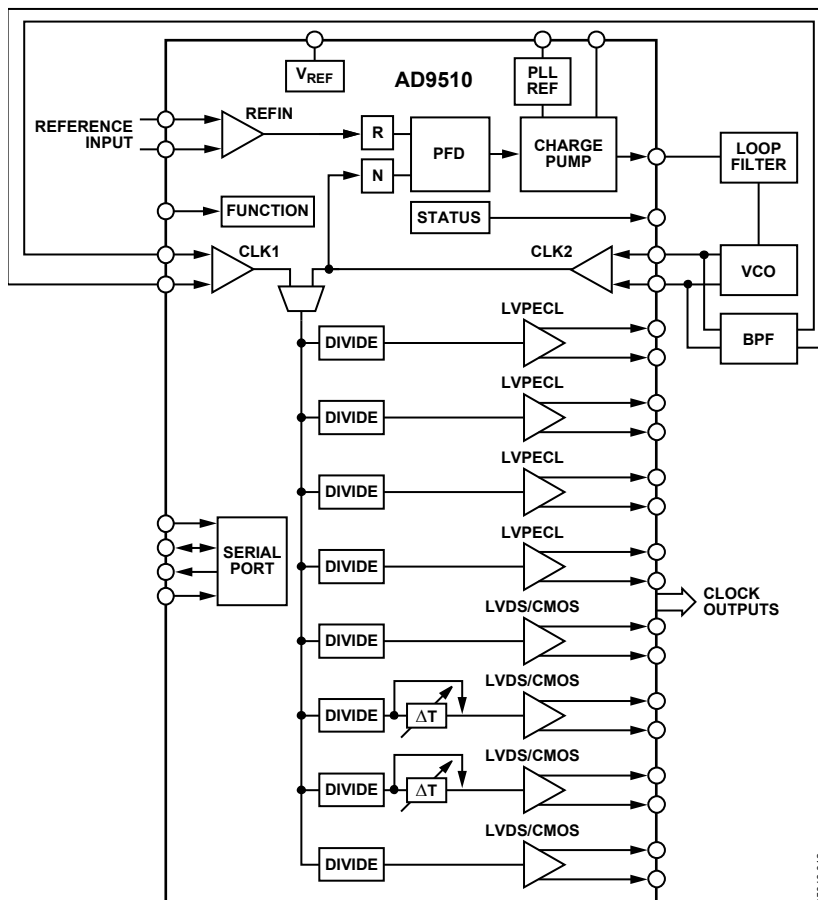 VREF
AD9510
PLL
REF
REFERENCE
INPUT
REFIN
R
N
PFD
CHARGE
PUMP
LOOP
FILTER
FUNCTION
STATUS
CLK1
CLK2
VCO
BPF
LVPECL
DIVIDE
LVPECL
DIVIDE
LVPECL
DIVIDE
LVPECL
DIVIDE
SERIAL
PORT
CLOCK
OUTPUTS
LVDS/CMOS
DIVIDE
LVDS/CMOS
DIVIDE
ΔT
LVDS/CMOS
DIVIDE
ΔT
LVDS/CMOS
DIVIDE